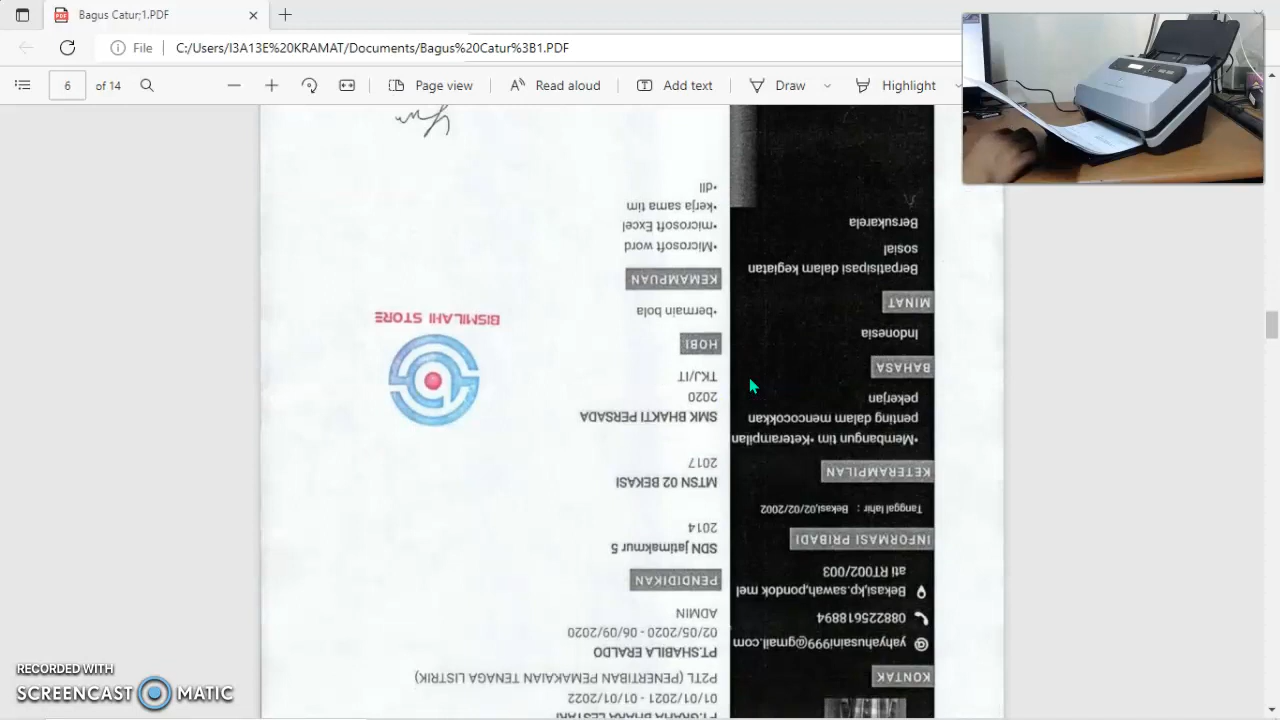 Bagus Catur;1.PDF
File
C:/Users/I3A13E%20KRAMAT/Documents/Bagus%20Catur%3B1.PDF
6 of 14
Page view
Read aloud
Add text
Draw
Highlight
KONTAK
@ yahyahusaini999@gmail.com
088225618894
Bekasi,kp.sawah,pondok mel
ati RT002/003
INFORMASI PRIBADI
Tanggal lahir : Bekasi,02/02/2002
KETERAMPILAN
•Membangun tim •Keterampilan
penting dalam mencocokkan
pekerjan
BAHASA
Indonesia
MINAT
Berpatisipasi dalam kegiatan
sosial
Bersukarela
PT.GRAHA BHARA LESTARI
01/01/2021 - 01/01/2022
P2TL (PENERTIBAN PEMAKAIAN TENAGA LISTRIK)
PT.SHABILA ERALDO
02/05/2020 - 06/09/2020
ADMIN
PENDIDIKAN
SDN jatimakmur 5
2014
MTSN 02 BEKASI
2017
SMK BHAKTI PERSADA
2020
TKJ/IT
HOBI
•bermain bola
KEMAMPUAN
•Microsoft word
•microsoft Excel
•kerja sama tim
•dll
BISMILAHI STORE
RECORDED WITH
SCREENCAST MATIC